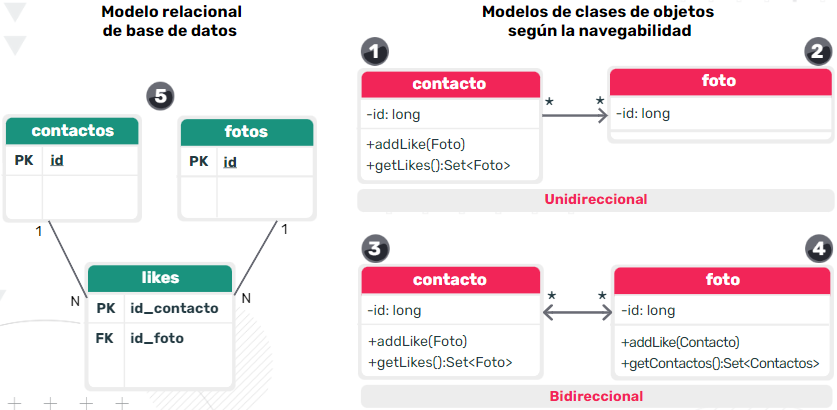 Modelo relacional
de base de datos
Modelos de clases de objetos
según la navegabilidad
5
contactos
PK id
fotos
PK id
1
1
N
N
likes
PK id_contacto
FK id_foto
1
contacto
-id: long
+addLike(Foto)
+getLikes():Set<Foto>
* *
2
foto
-id: long
Unidireccional
3
contacto
-id: long
+addLike(Foto)
+getLikes():Set<Foto>
* *
4
foto
-id: long
+addLike(Contacto)
+getContactos():Set<Contactos>
Bidireccional